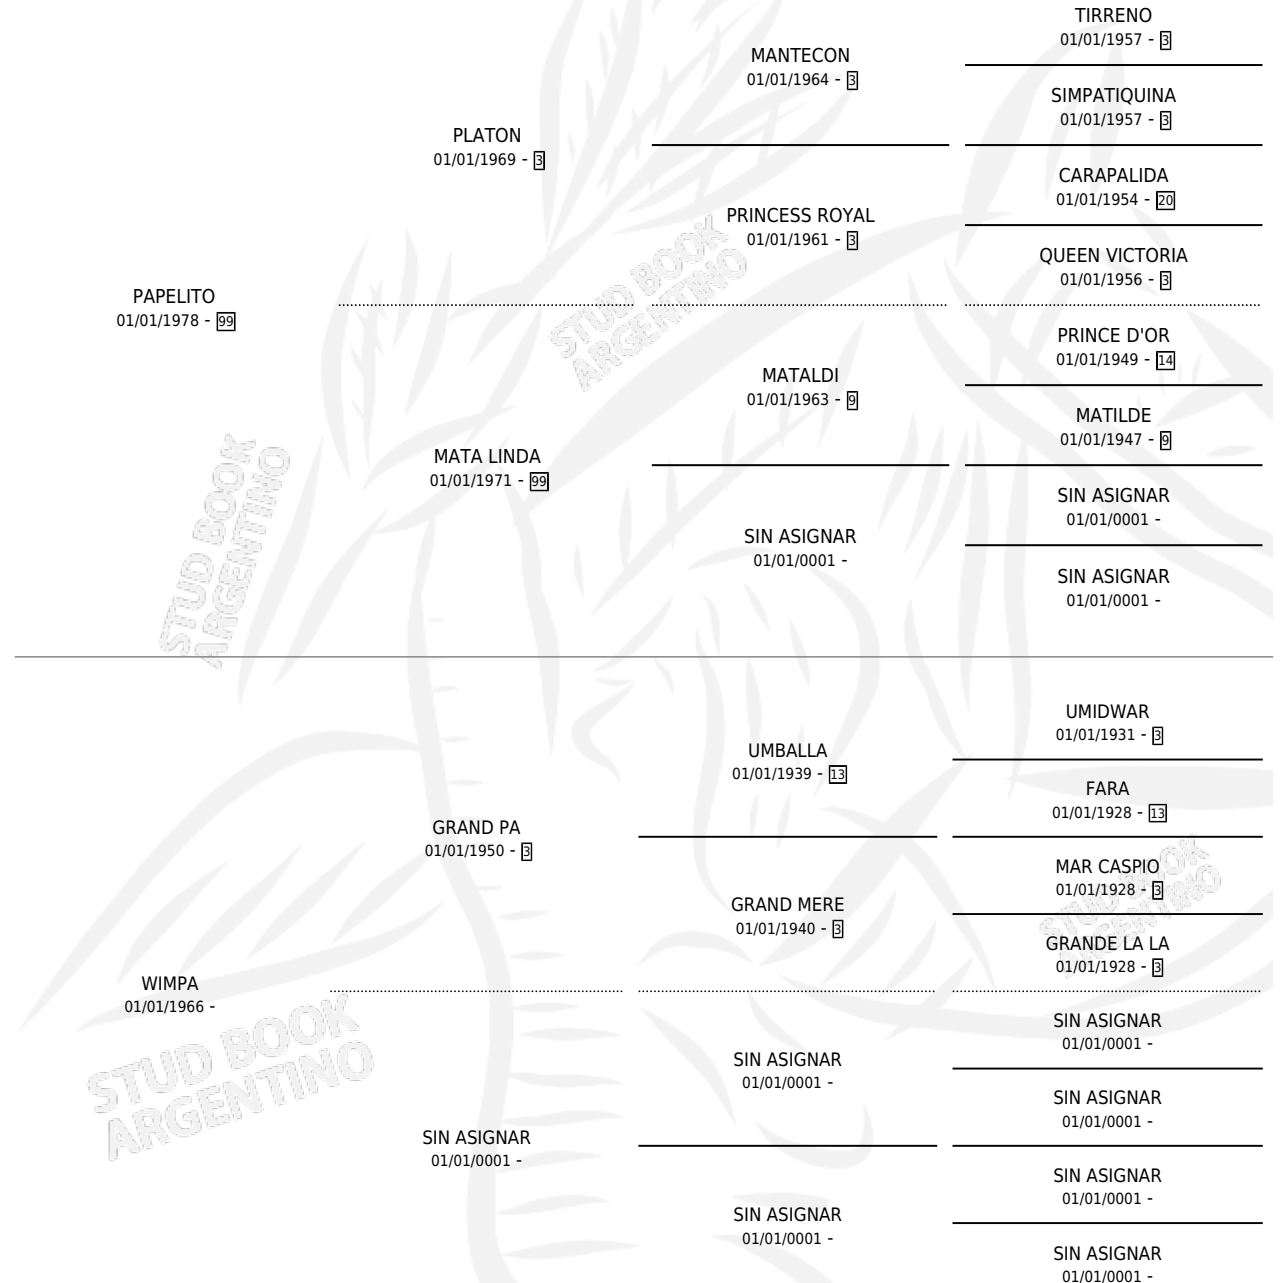 TIRRENO
01/01/1957 - 3
MANTECON
01/01/1964 - 3
SIMPATIQUINA
01/01/1957 - 3
PLATON
01/01/1969 - 3
CARAPALIDA
01/01/1954 - 20
PRINCESS ROYAL
01/01/1961 - 3
QUEEN VICTORIA
01/01/1956 - 3
PAPELITO
01/01/1978 - 99
PRINCE D'OR
01/01/1949 - 14
MATALDI
01/01/1963 - 9
MATILDE
01/01/1947 - 9
MATA LINDA
01/01/1971 - 99
SIN ASIGNAR
01/01/0001 -
SIN ASIGNAR
01/01/0001 -
SIN ASIGNAR
01/01/0001 -
STUD BOOK
ARGENTINO
STUD BOOK
ARGENTINO
UMIDWAR
01/01/1931 - 3
UMBALLA
01/01/1939 - 13
FARA
01/01/1928 - 13
GRAND PA
01/01/1950 - 3
MAR CASPIO
01/01/1928 - 3
GRAND MERE
01/01/1940 - 3
GRANDE LA LA
01/01/1928 - 3
STUD BOOK
ARGENTINO
WIMPA
01/01/1966 -
SIN ASIGNAR
01/01/0001 -
SIN ASIGNAR
01/01/0001 -
SIN ASIGNAR
01/01/0001 -
SIN ASIGNAR
01/01/0001 -
SIN ASIGNAR
01/01/0001 -
SIN ASIGNAR
01/01/0001 -
SIN ASIGNAR
01/01/0001 -
STUD BOOK
ARGENTINO